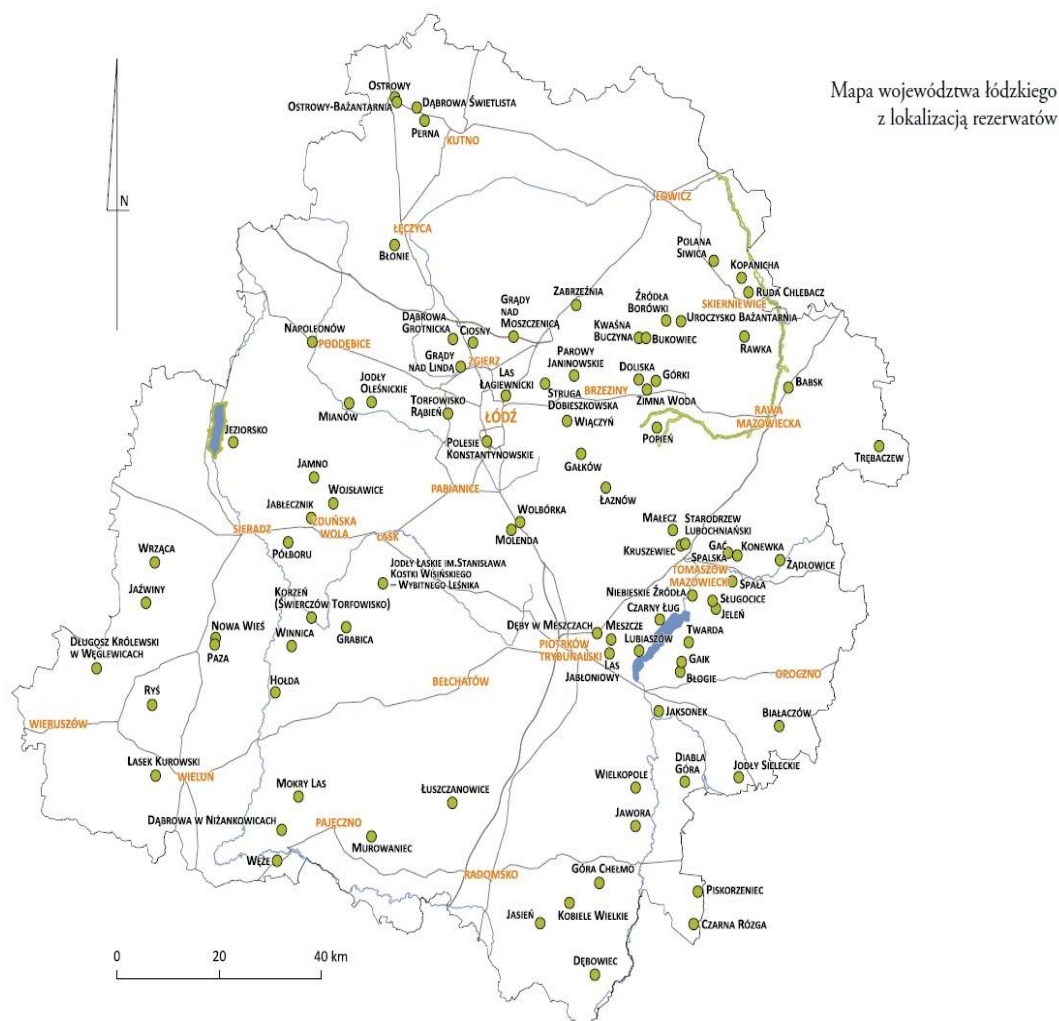 Mapa województwa łódzkiego
z lokalizacją rezerwatów
N
Ostrowy
Ostrowy-Bażantarnia
Dąbrowa Świetlista
Perna
KUTNO
ŁOWICZ
ŁĘCZYCA
Błonie
Polana
Siwica
Kopanicha
Ruda Chlebacz
SKIERNIEWICE
Zabrzeźnia
Źródła
Borówki
Uroczysko Bażantarnia
Grądy
nad
Moszczenicą
Dąbrowa
Grotnicka
Ciosny
Kwaśna
Buczyna
Bukowiec
Rawka
Napoleonów
PODDĘBICE
Grądy
nad Lindą
ZGIERZ
Parowy
Janinowskie
Las
Łagiewnicki
Doliska
Górki
BRZEZINY
Zimna Woda
Babsk
Jodły
Oleśnickie
Mianów
Torfowisko
Rąbień
ŁÓDŹ
Struga
Dobieszkowska
Wiączyń
RAWA
MAZOWIECKA
Popień
Jeziorsko
Polesie
Konstantynowskie
Gałków
Trębaczew
Jamno
Wojsławice
PABIANICE
Łaznów
Jabłecznik
ZDUŃSKA
WOLA
SIERADZ
ŁASK
Półboru
Wolbórka
Molenda
Małecz
Starodrzew
Lubochniański
Kruszewiec
Gać
Spalska
Konewka
Żądłowice
Wrząca
Jodły Łaskie im.Stanisława
Kostki Wisińskiego
– Wybitnego Leśnika
TOMASZÓW
MAZOWIECKI
Spała
Jaźwiny
Korzeń
(Świerczów Torfowisko)
Niebieskie Źródła
Sługocice
Jeleń
Czarny Ług
Grabica
Nowa Wieś
Paza
Winnica
Dęby w Meszczach
Meszcze
Lubiaszów
Twarda
PIOTRKÓW
TRYBUNALSKI
Las
Jabłoniowy
Gaik
Błogie
OPOCZNO
Długosz Królewski
w Węglewicach
Ryś
Hołda
BEŁCHATÓW
WIERUSZÓW
Jaksonek
Białaczów
Lasek Kurowski
WIELUŃ
Mokry Las
Łuszczanowice
Wielkopole
Diabla
Góra
Jodły Sieleckie
Dąbrowa w Niżankowicach
PAJĘCZNO
Murowaniec
Jawora
Węże
RADOMSKO
Góra Chełmo
Piskorzeniec
Jasień
Kobiele Wielkie
Czarna Rózga
Dębowiec
0 20 40 km